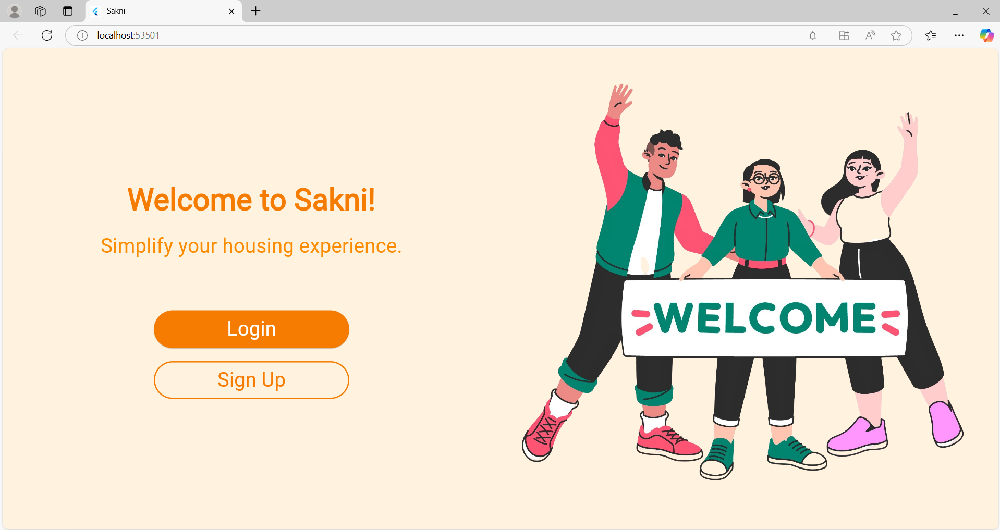 Sakni
localhost:53501
Welcome to Sakni!
Simplify your housing experience.
Login
Sign Up
WELCOME